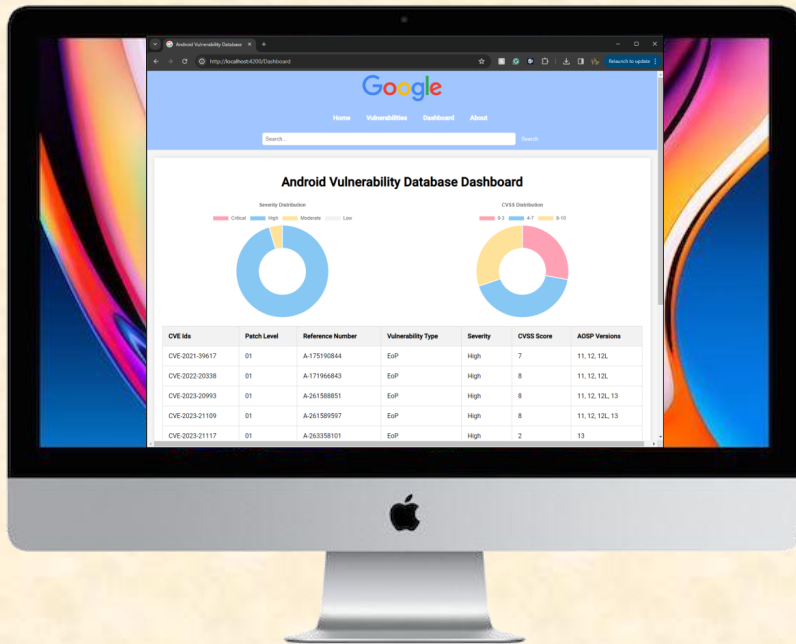 Android Vulnerability Database
Relaunch to update
http://localhost:4200/Dashboard
Google
Home Vulnerabilities Dashboard About
Search...
Search
Android Vulnerability Database Dashboard
Severity Distribution
Critical High Moderate Low
CVSS Distribution
0-3 4-7 8-10
CVE Ids Patch Level Reference Number Vulnerability Type Severity CVSS Score AOSP Versions
CVE-2021-39617 01 A-175190844 EoP High 7 11, 12, 12L
CVE-2022-20338 01 A-171966843 EoP High 8 11, 12, 12L
CVE-2023-20993 01 A-261588851 EoP High 8 11, 12, 12L, 13
CVE-2023-21109 01 A-261589597 EoP High 8 11, 12, 12L, 13
CVE-2023-21117 01 A-263358101 EoP High 2 13